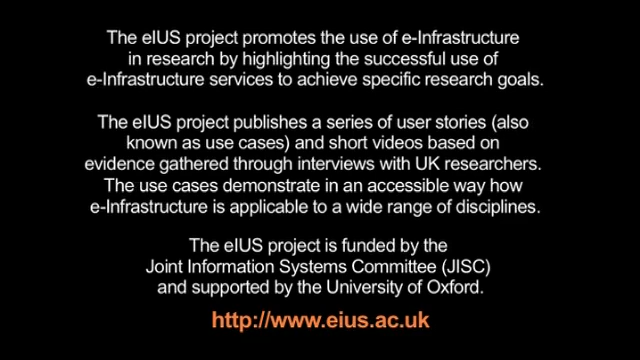 The eIUS project promotes the use of e-Infrastructure
in research by highlighting the successful use of
e-Infrastructure services to achieve specific research goals.
The eIUS project publishes a series of user stories (also
known as use cases) and short videos based on
evidence gathered through interviews with UK researchers.
The use cases demonstrate in an accessible way how
e-Infrastructure is applicable to a wide range of disciplines.
The eIUS project is funded by the
Joint Information Systems Committee (JISC)
and supported by the University of Oxford.
http://www.eius.ac.uk